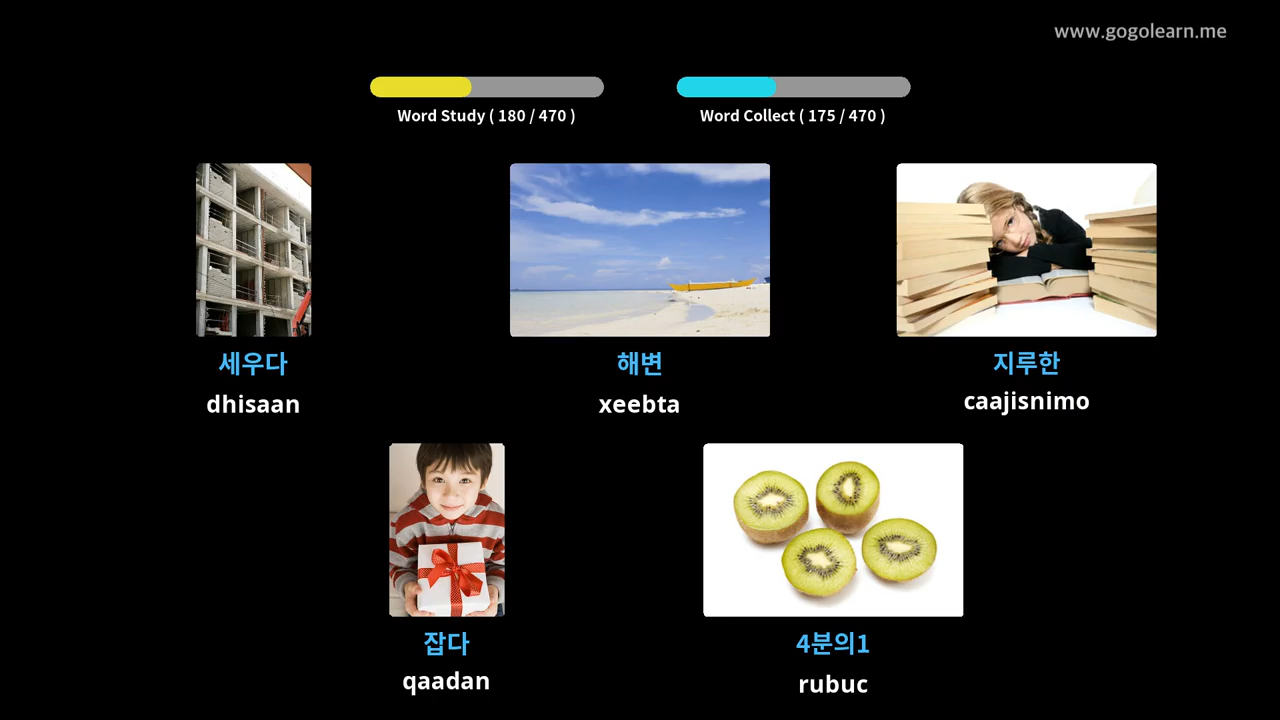 www.gogolearn.me
Word Study ( 180 / 470 )
Word Collect ( 175 / 470 )
세우다
해변
지루한
dhisaan
xeebta
caajisnimo
잡다
4분의1
qaadan
rubuc